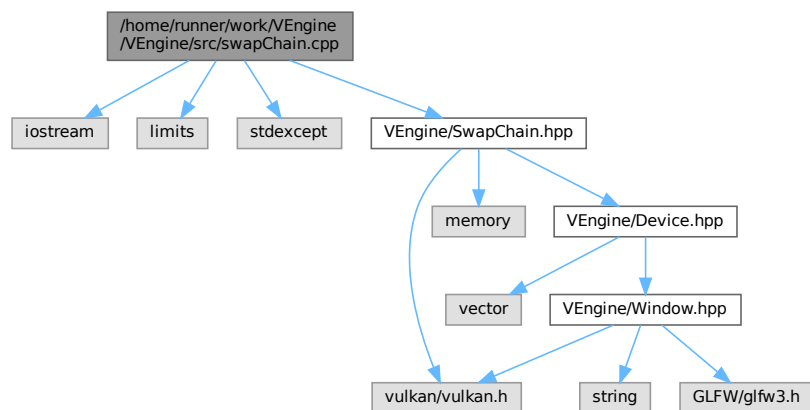 /home/runner/work/VEngine
/VEngine/src/swapChain.cpp
iostream
limits
stdexcept
VEngine/SwapChain.hpp
memory
VEngine/Device.hpp
vector
VEngine/Window.hpp
vulkan/vulkan.h
string
GLFW/glfw3.h